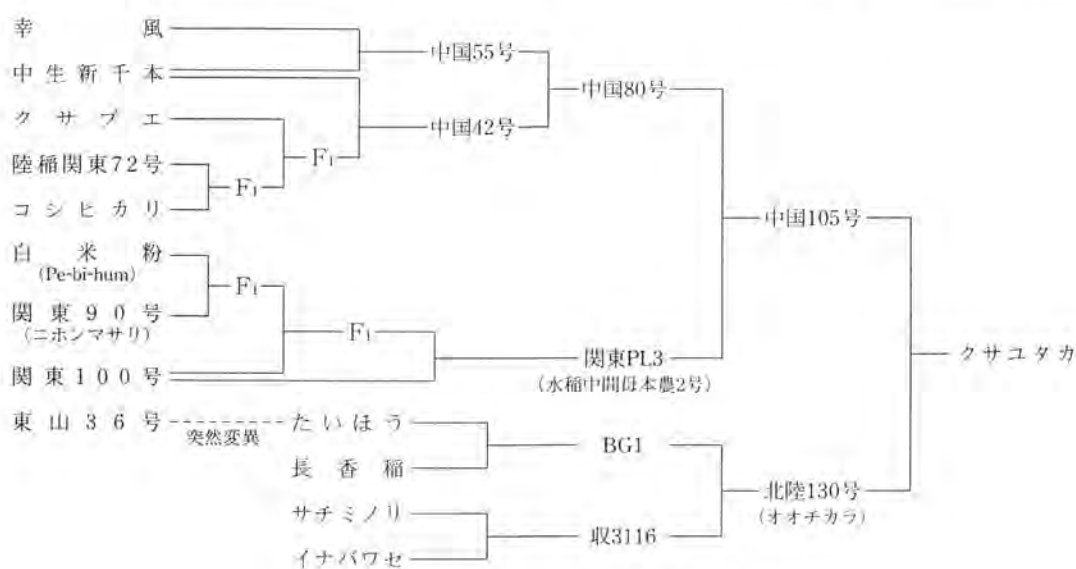 幸風
中国55号
中生新千本
中国80号
クサブエ
中国42号
F1
陸稲関東72号
F1
コシヒカリ
中国105号
白米粉
(Pe-bi-hum)
F1
関東90号
(ニホンマサリ)
F1
関東PL3
クサユタカ
(水稲中間母本農2号)
関東100号
東山36号
突然変異
たいほう
BG1
長香稲
北陸130号
(オオチカラ)
サチミノリ
収3116
イナバワセ